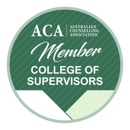 ACA
AUSTRALIAN
COUNSELLING
ASSOCIATION
Member
COLLEGE OF
SUPERVISORS